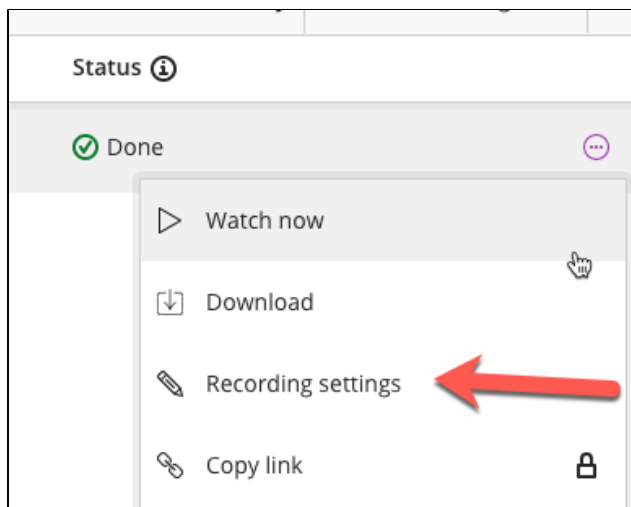 Status
Done
Watch now
Download
Recording settings
Copy link